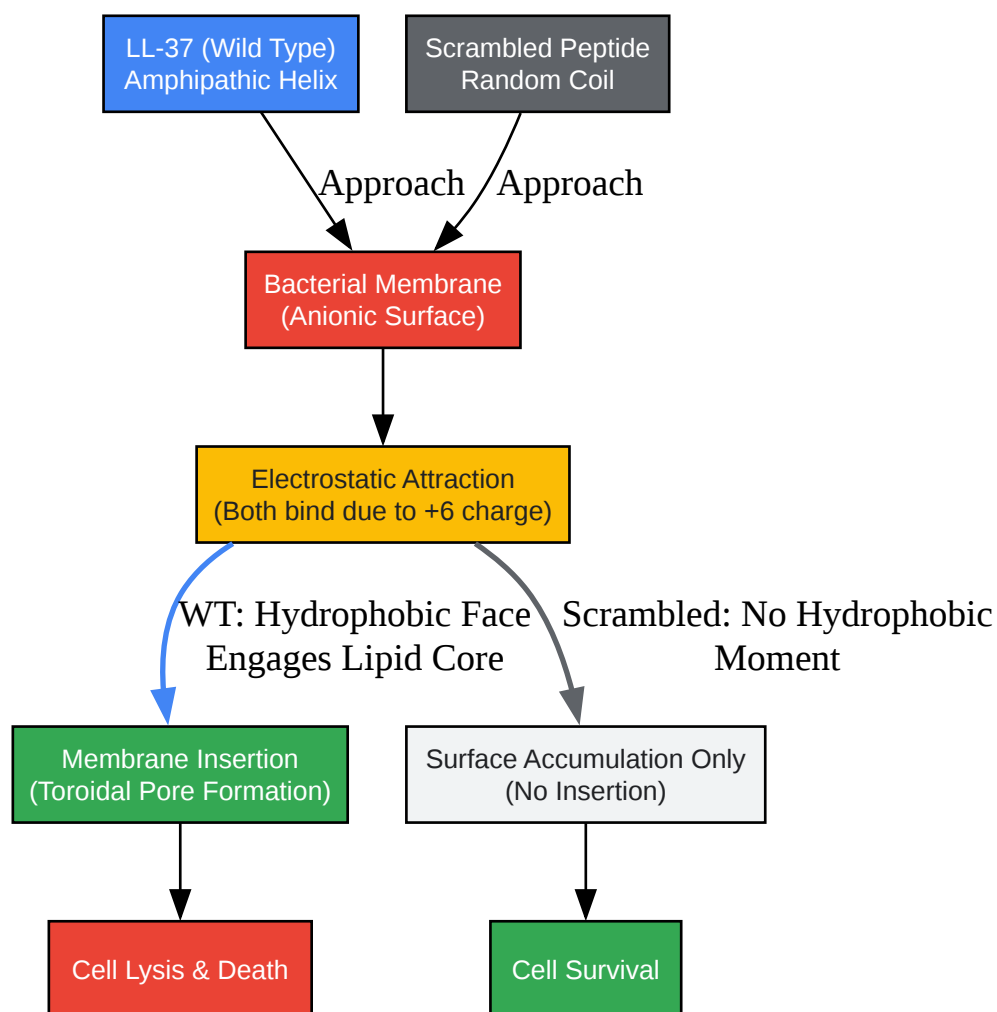 LL-37 (Wild Type)
Amphipathic Helix
Scrambled Peptide
Random Coil
Approach
Approach
Bacterial Membrane
(Anionic Surface)
Electrostatic Attraction
(Both bind due to +6 charge)
WT: Hydrophobic Face
Engages Lipid Core
Scrambled: No Hydrophobic
Moment
Membrane Insertion
(Toroidal Pore Formation)
Surface Accumulation Only
(No Insertion)
Cell Lysis & Death
Cell Survival